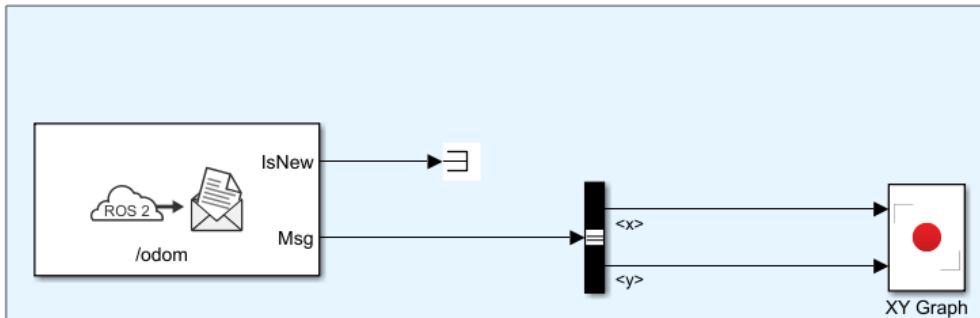 IsNew
ROS 2
Msg
/odom
<x>
<y>
XY Graph